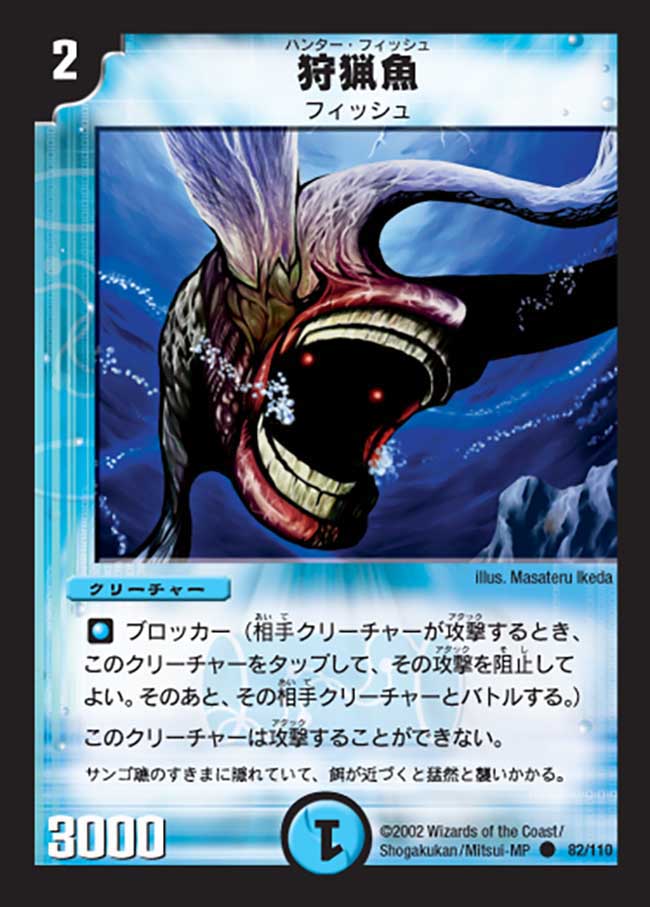 2
ハンター・フィッシュ
狩猟魚
フィッシュ
illus. Masateru Ikeda
クリーチャー
ブロッカー（相手クリーチャーが攻撃するとき、
このクリーチャーをタップして、その攻撃を阻止して
よい。そのあと、その相手クリーチャーとバトルする。）
このクリーチャーは攻撃することができない。
サンゴ礁のすきまに隠れていて、餌が近づくと猛然と襲いかかる。
3000
1
©2002 Wizards of the Coast/
Shogakukan/Mitsui-MP
82/110